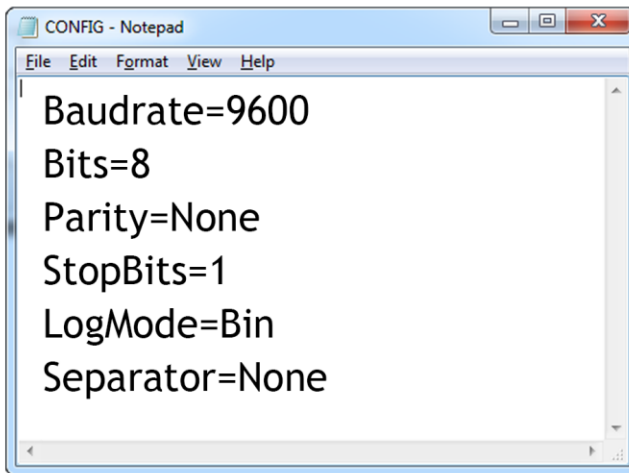 CONFIG - Notepad
File Edit Format View Help
Baudrate=9600
Bits=8
Parity=None
StopBits=1
LogMode=Bin
Separator=None